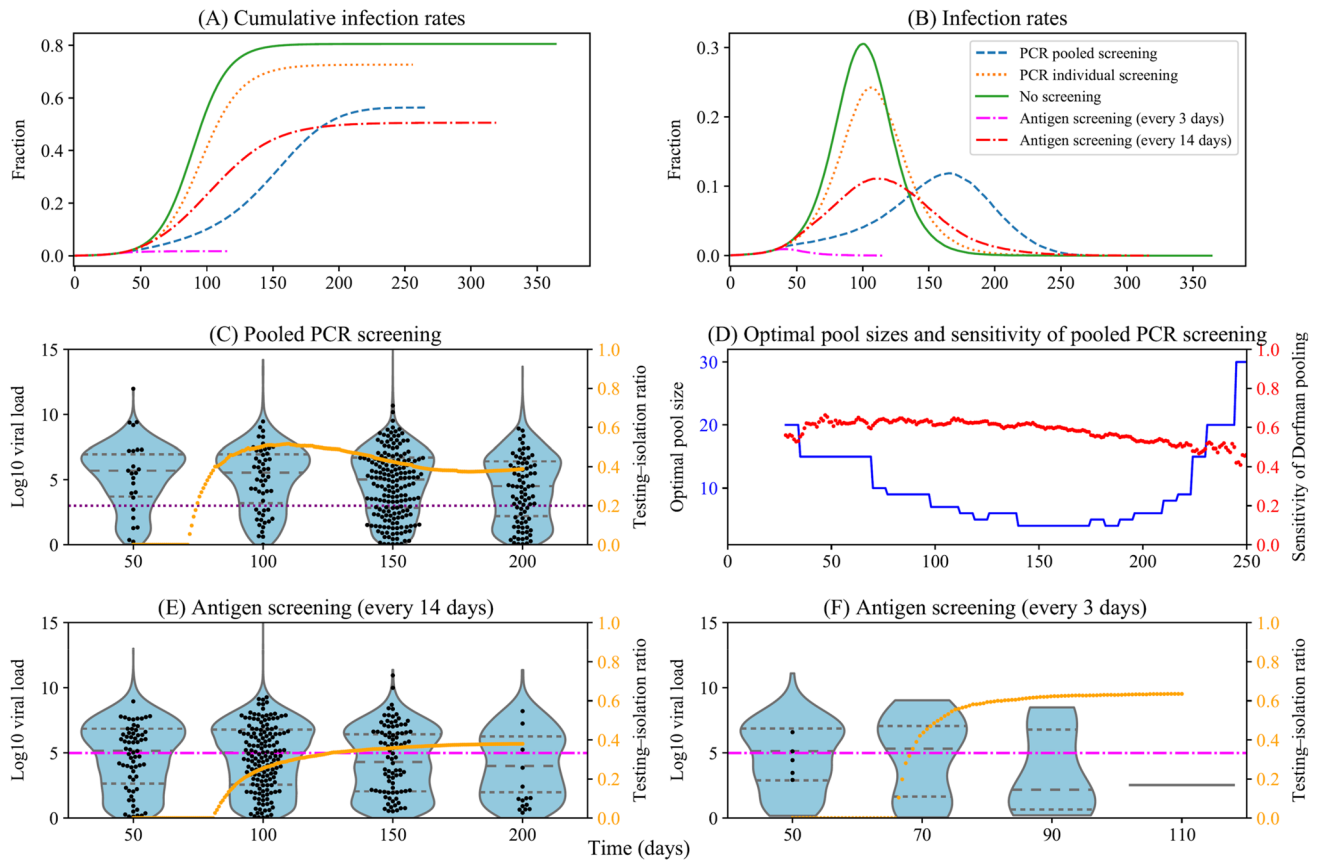 (A) Cumulative infection rates
Fraction
0.8
0.6
0.4
0.2
0.0
0 50 100 150 200 250 300 350
(B) Infection rates
Fraction
0.3
0.2
0.1
0.0
0 50 100 150 200 250 300 350
PCR pooled screening
PCR individual screening
No screening
Antigen screening (every 3 days)
Antigen screening (every 14 days)
(C) Pooled PCR screening
Log10 viral load
15
10
5
0
50 100 150 200
1.0
0.8
0.6
0.4
0.2
0.0
Testing–isolation ratio
(D) Optimal pool sizes and sensitivity of pooled PCR screening
Optimal pool size
30
20
10
0 50 100 150 200 250
1.0
0.8
0.6
0.4
0.2
0.0
Sensitivity of Dorfman pooling
(E) Antigen screening (every 14 days)
Log10 viral load
15
10
5
0
50 100 150 200
1.0
0.8
0.6
0.4
0.2
0.0
Testing–isolation ratio
(F) Antigen screening (every 3 days)
Log10 viral load
15
10
5
0
50 70 90 110
1.0
0.8
0.6
0.4
0.2
0.0
Testing–isolation ratio
Time (days)